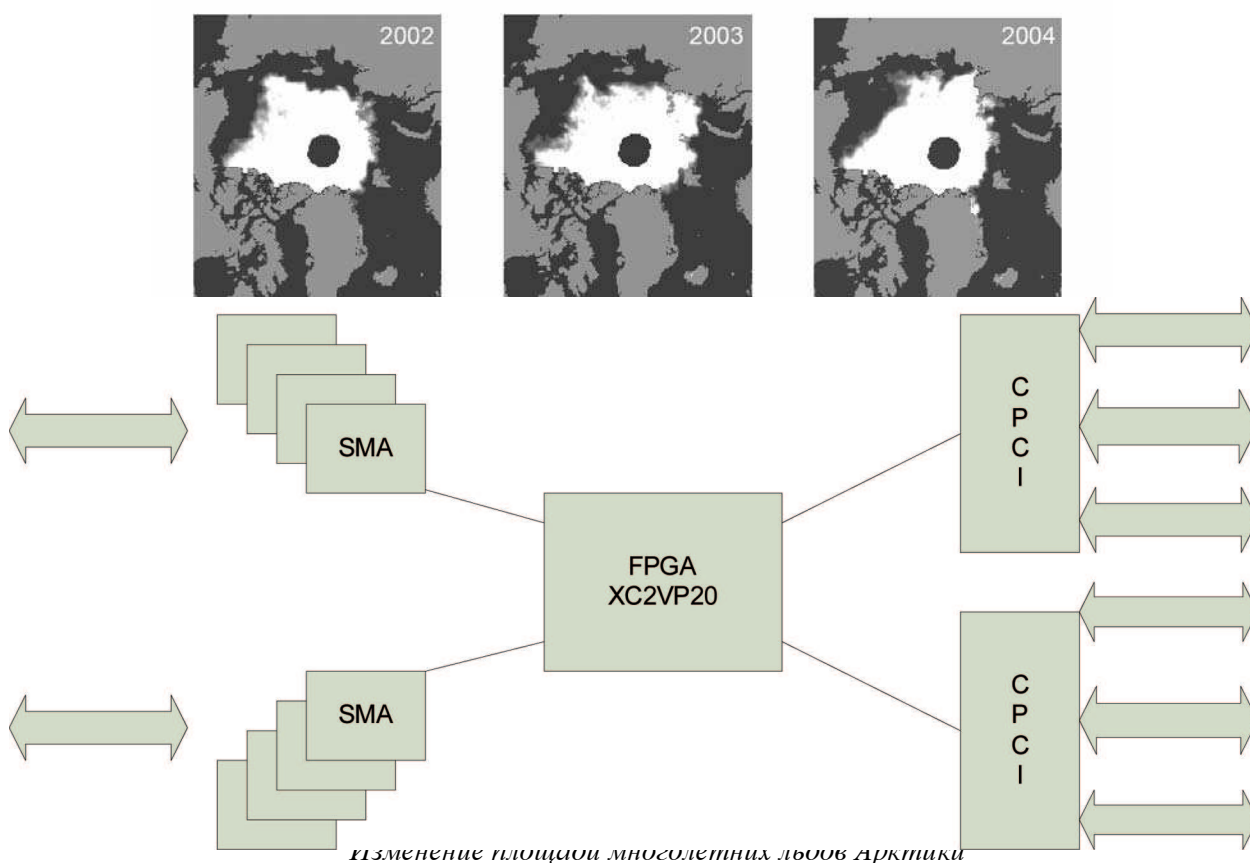 2002
2003
2004
SMA
FPGA
XC2VP20
SMA
C
P
C
I
C
P
C
I
Изменение площади многолетних льдов Арктики